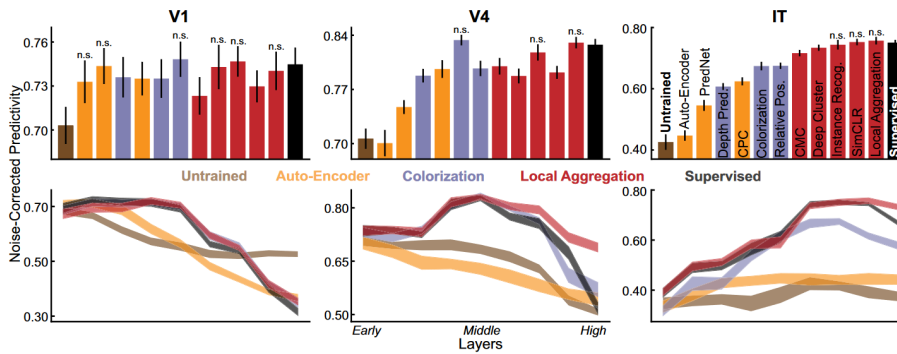 V1
V4
IT
Noise-Corrected Predictivity
0.76
0.73
0.70
n.s.
n.s.
n.s.
n.s.
0.84
0.77
0.70
n.s.
n.s.
n.s.
0.80
0.60
0.40
n.s.
n.s.
n.s.
Untrained
Auto-Encoder
PredNet
Depth Pred.
CPC
Colorization
Relative Pos.
CMC
Deep Cluster
Instance Recog.
SimCLR
Local Aggregation
Supervised
Untrained
Auto-Encoder
Colorization
Local Aggregation
Supervised
0.70
0.50
0.30
0.80
0.65
0.50
0.80
0.60
0.40
Early
Middle
High
Layers